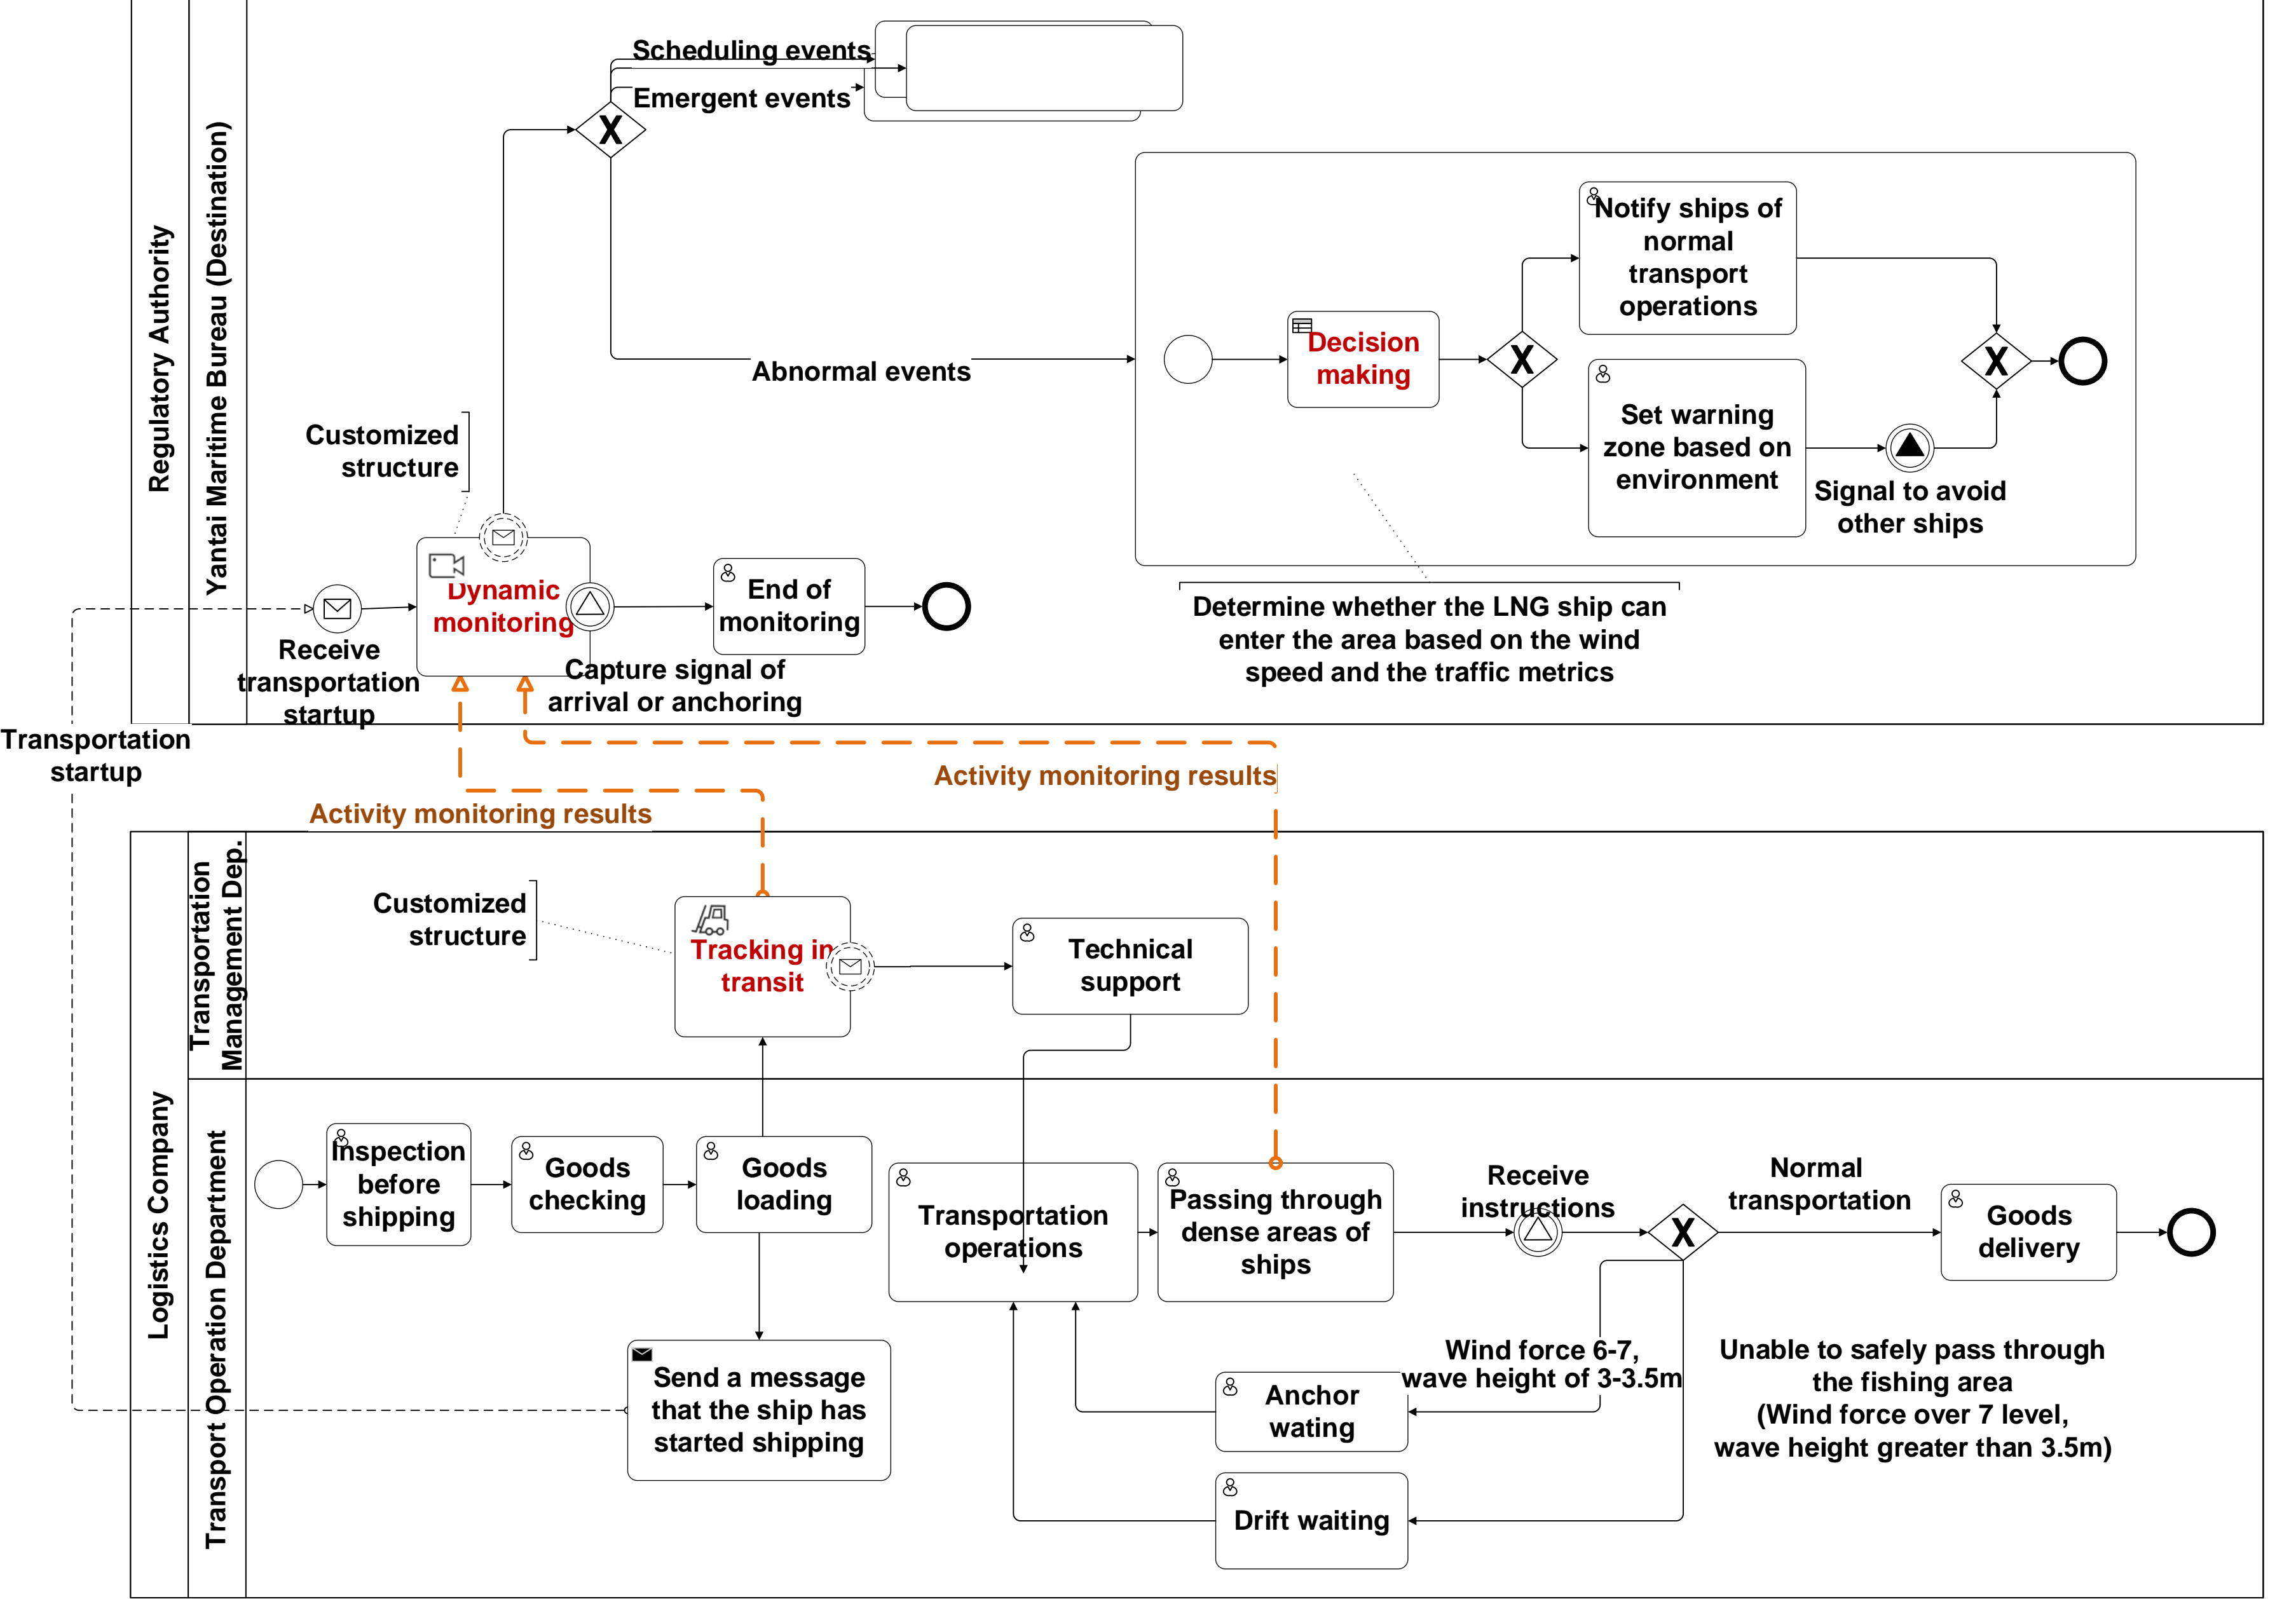 Regulatory Authority
Yantai Maritime Bureau (Destination)
Scheduling events
Emergent events
X
Abnormal events
Notify ships of
normal
transport
operations
Decision
making
X
X
Set warning
zone based on
environment
Signal to avoid
other ships
Customized
structure
Dynamic
monitoring
End of
monitoring
Receive
transportation
startup
Capture signal of
arrival or anchoring
Determine whether the LNG ship can
enter the area based on the wind
speed and the traffic metrics
Transportation
startup
Activity monitoring results
Activity monitoring results
Logistics Company
Transportation
Management Dep.
Customized
structure
Tracking in
transit
Technical
support
Transport Operation Department
Inspection
before
shipping
Goods
checking
Goods
loading
Transportation
operations
Passing through
dense areas of
ships
Receive
instructions
X
Normal
transportation
Goods
delivery
Send a message
that the ship has
started shipping
Wind force 6-7,
wave height of 3-3.5m
Anchor
wating
Unable to safely pass through
the fishing area
(Wind force over 7 level,
wave height greater than 3.5m)
Drift waiting